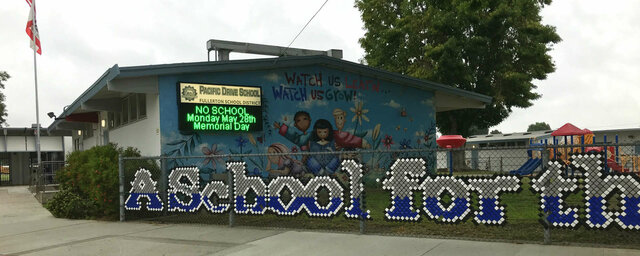 WATCH US LEARN...
WATCH US GROW!
PACIFIC DRIVE SCHOOL
FULLERTON SCHOOL DISTRICT
NO SCHOOL
Monday May 28th
Memorial Day
A School for th